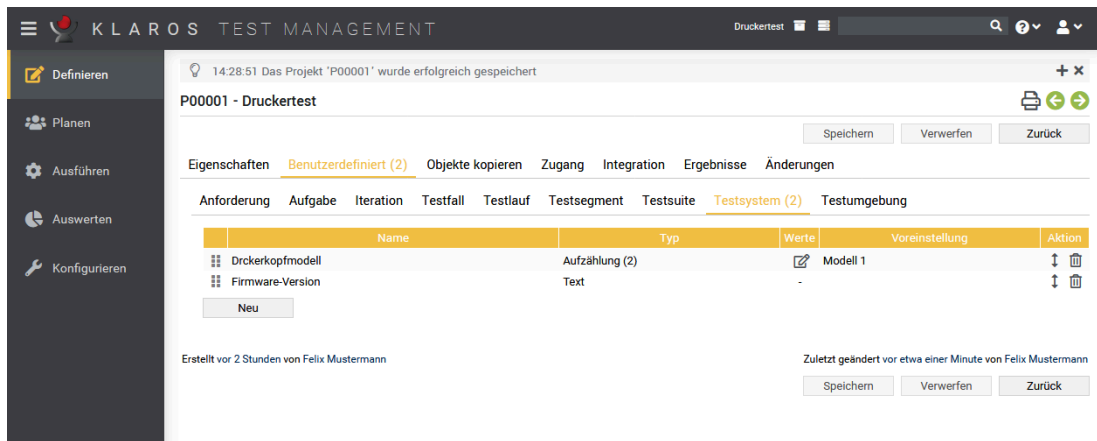 KLAROS TEST MANAGEMENT
Druckertest
Definieren
Planen
Ausführen
Auswerten
Konfigurieren
14:28:51 Das Projekt 'P00001' wurde erfolgreich gespeichert
P00001 - Druckertest
Speichern Verwerfen Zurück
Eigenschaften Benutzerdefiniert (2) Objekte kopieren Zugang Integration Ergebnisse Änderungen
Anforderung Aufgabe Iteration Testfall Testlauf Testsegment Testsuite Testsystem (2) Testumgebung
Name Typ Werte Voreinstellung Aktion
Drckerkopfmodell Aufzählung (2) Modell 1
Firmware-Version Text -
Neu
Erstellt vor 2 Stunden von Felix Mustermann Zuletzt geändert vor etwa einer Minute von Felix Mustermann
Speichern Verwerfen Zurück